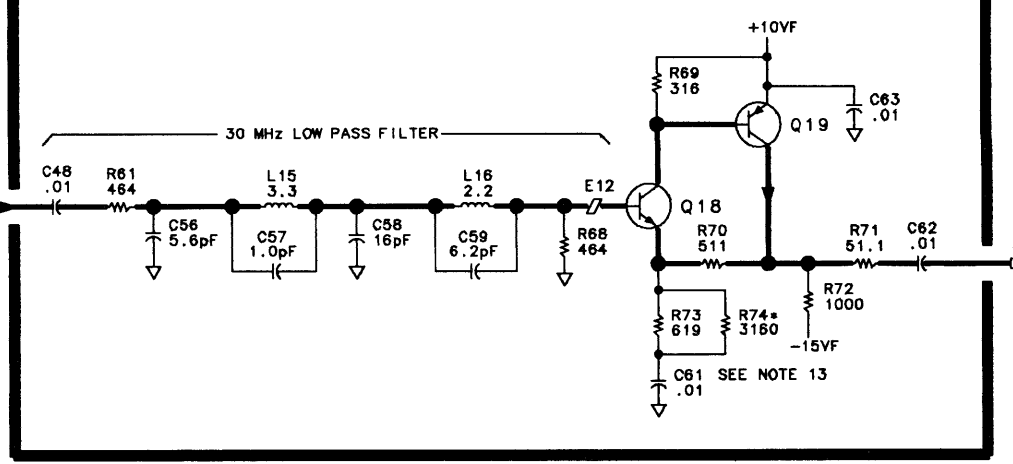 +10VF
R69
316
C63
.01
Q19
30 MHz LOW PASS FILTER
C48
.01
R61
464
L15
3.3
L16
2.2
E12
Q18
C56
5.6pF
C57
1.0pF
C58
16pF
C59
6.2pF
R68
464
R70
511
R71
51.1
C62
.01
R72
1000
-15VF
R73
619
R74*
3160
C61
.01
SEE NOTE 13